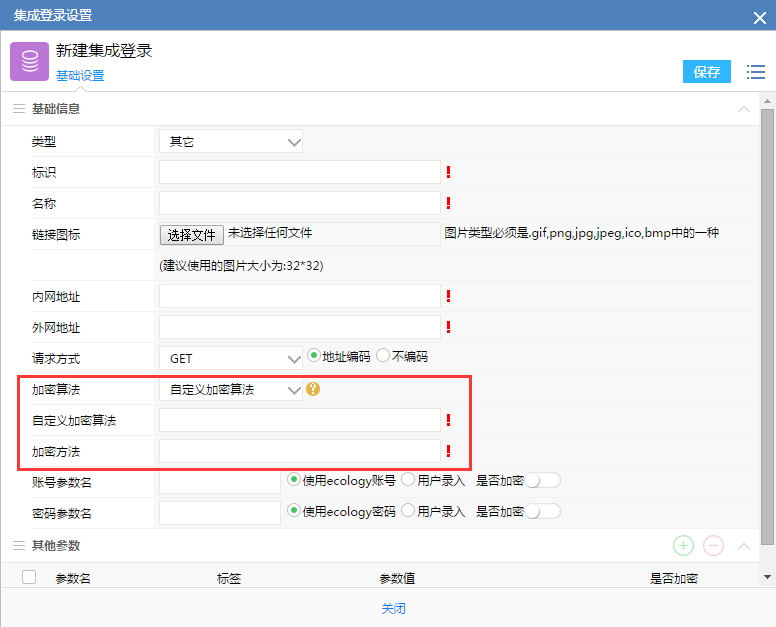 集成登录设置
新建集成登录
基础设置
保存
基础信息
类型 其它
标识 !
名称 !
链接图标 选择文件 未选择任何文件 图片类型必须是.gif,png,jpg,jpeg,ico,bmp中的一种
(建议使用的图片大小为:32*32)
内网地址 !
外网地址 !
请求方式 GET 地址编码 不编码
加密算法 自定义加密算法 ?
自定义加密算法 !
加密方法 !
账号参数名 使用ecology账号 用户录入 是否加密
密码参数名 使用ecology密码 用户录入 是否加密
其他参数
参数名 标签 参数值 是否加密
关闭